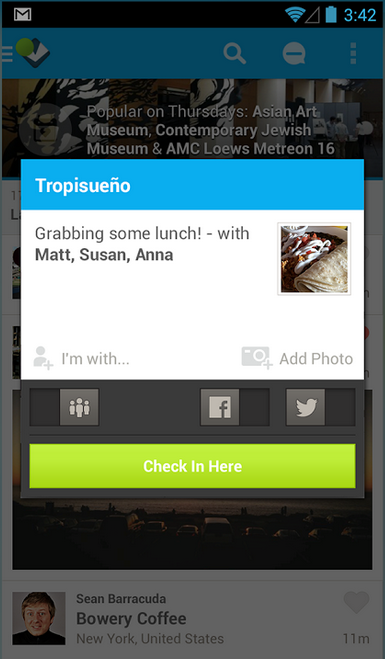 3:42
Popular on Thursdays: Asian Art
Museum, Contemporary Jewish
Museum & AMC Loews Metreon 16
Tropisueño
Grabbing some lunch! - with
Matt, Susan, Anna
I'm with...
Add Photo
Check In Here
Sean Barracuda
Bowery Coffee
New York, United States
11m